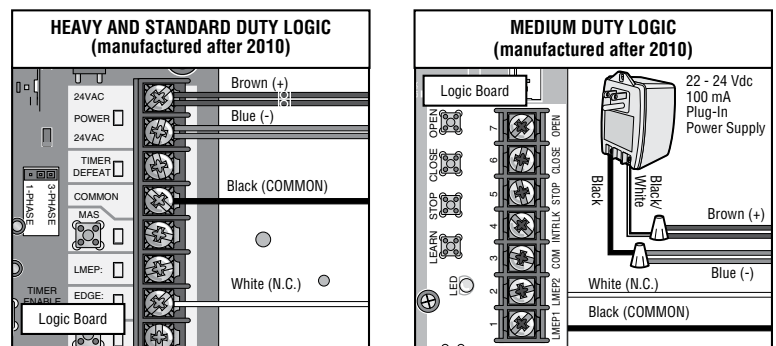 HEAVY AND STANDARD DUTY LOGIC
(manufactured after 2010)
24VAC
POWER
24VAC
TIMER
DEFEAT
COMMON
MAS
LMEP:
EDGE:
TIMER
ENABLE
1-PHASE
3-PHASE
Logic Board
Brown (+)
Blue (-)
Black (COMMON)
White (N.C.)
MEDIUM DUTY LOGIC
(manufactured after 2010)
Logic Board
OPEN
CLOSE
STOP
LEARN
LED
7 OPEN
6 CLOSE
5 STOP
4 INTRLK
3 COM
2 LMEP2
1 LMEP1
22 - 24 Vdc
100 mA
Plug-In
Power Supply
Black
Black/
White
Brown (+)
Blue (-)
White (N.C.)
Black (COMMON)